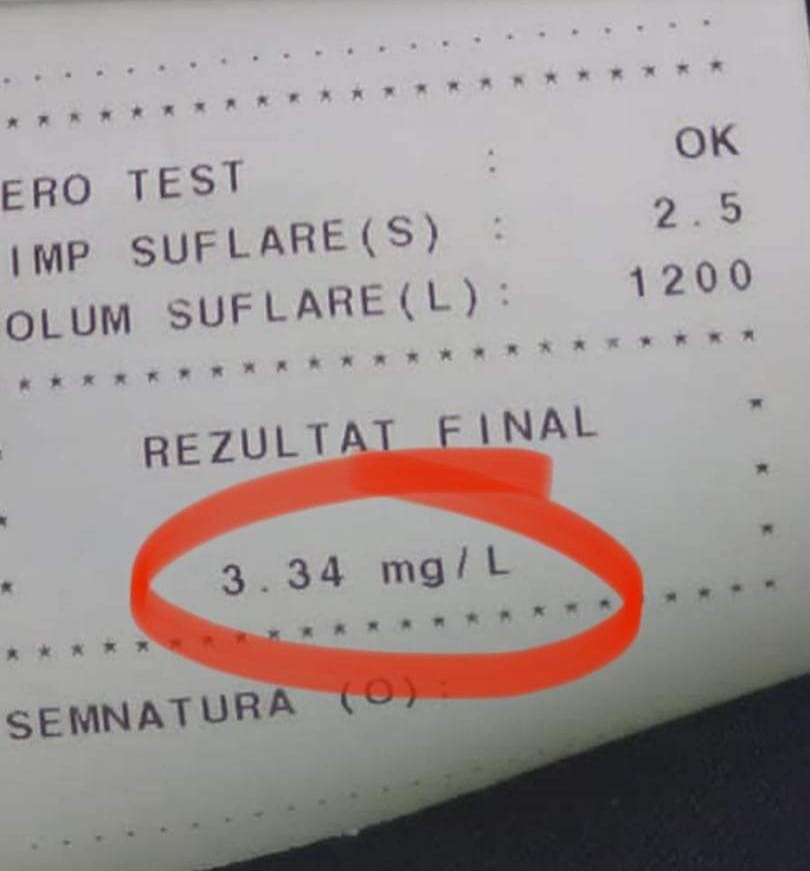 . . . . . . . . . . . . . . . . . . . .
* * * * * * * * * * * * * * * * * * * * * * *
ERO TEST : OK
IMP SUFLARE(S) : 2.5
OLUM SUFLARE(L): 1200
* * * * * * * * * * * * * * * * * * * * * * *
REZULTAT FINAL *
*
* 3.34 mg/L *
* * * * * * * * * * * * * * * * * * * * * * * *
SEMNATURA (O):
. . . . . . . . . . . . . . . . . . . .